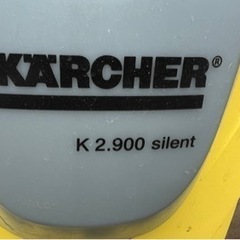 KÄRCHER®
K 2.900 silent